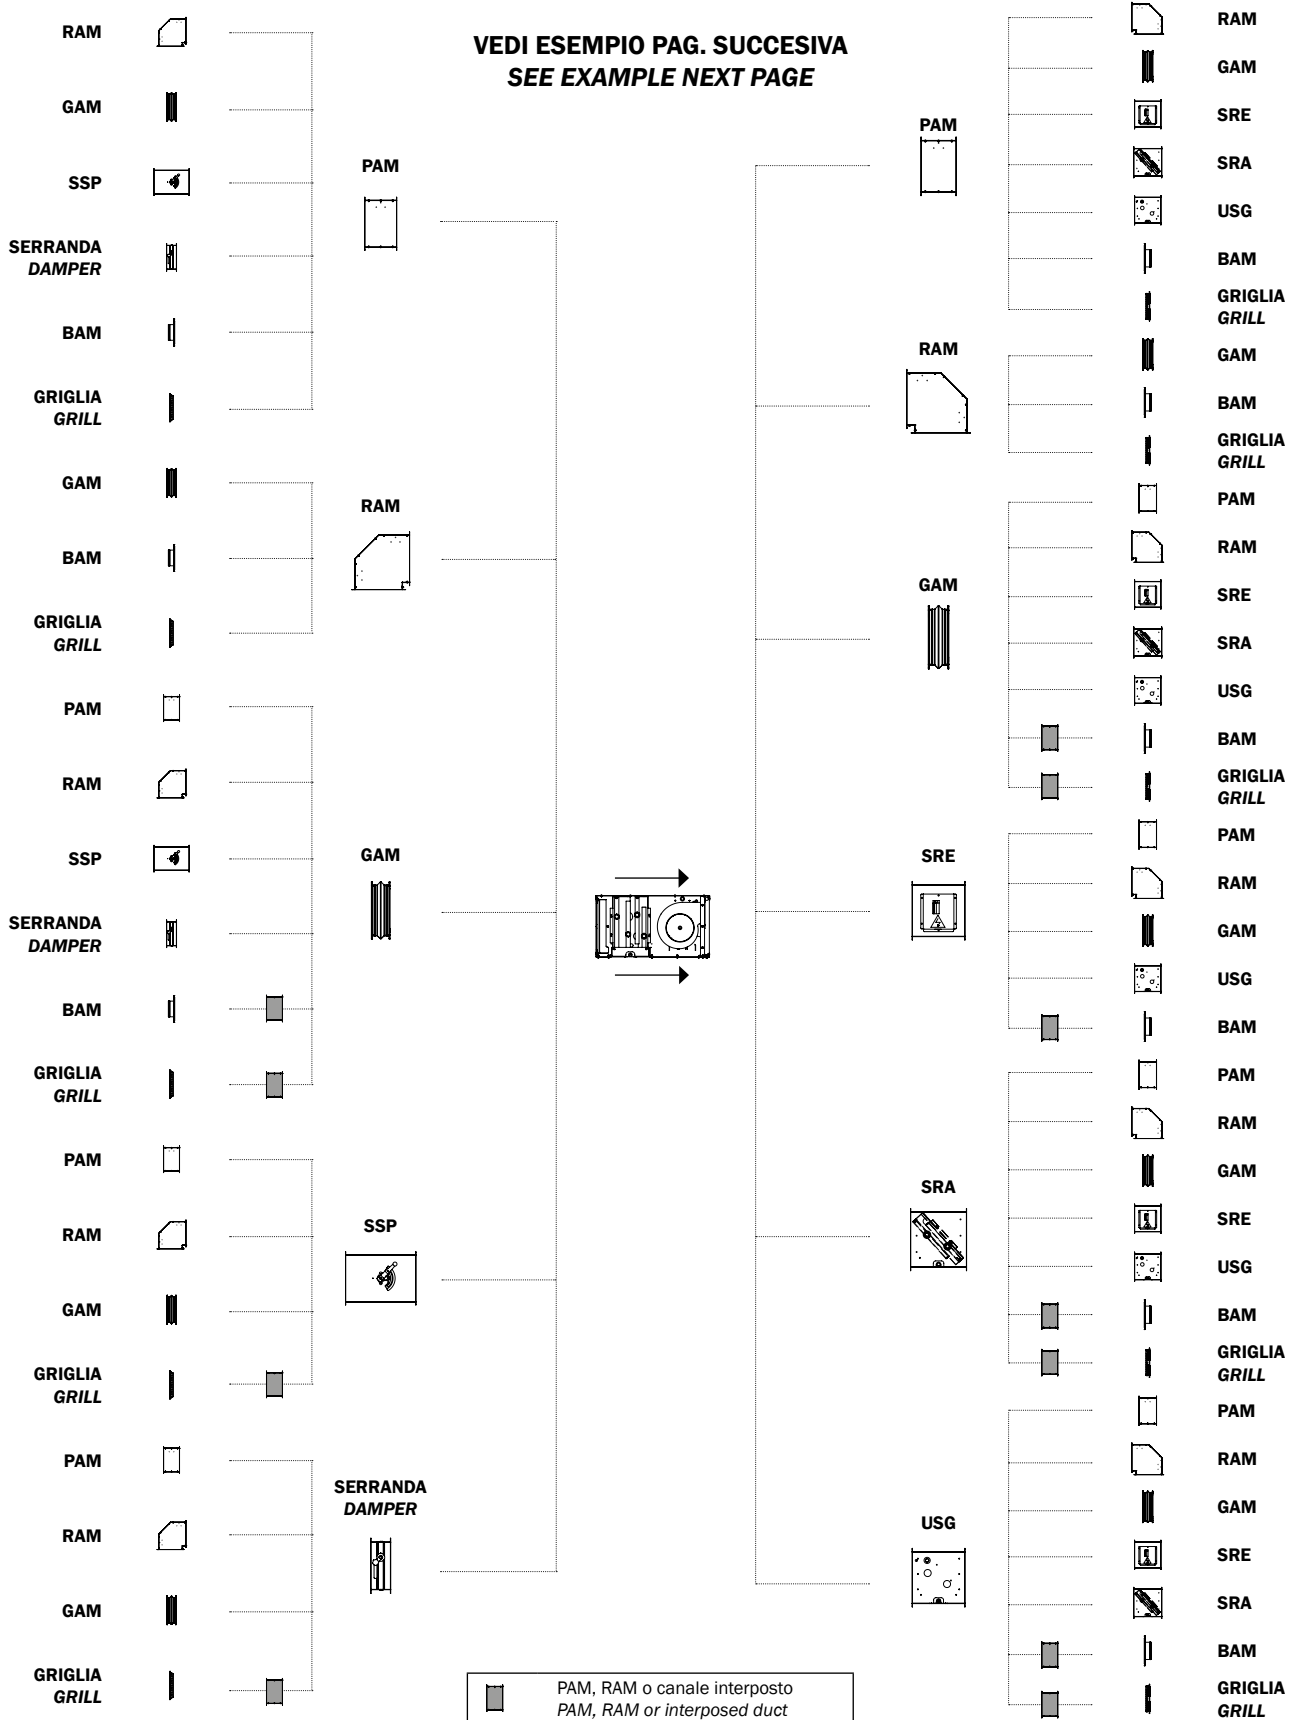 VEDI ESEMPIO PAG. SUCCESIVA
SEE EXAMPLE NEXT PAGE
RAM
GAM
SSP
SERRANDA
DAMPER
BAM
GRIGLIA
GRILL
PAM
GAM
BAM
GRIGLIA
GRILL
RAM
PAM
RAM
SSP
SERRANDA
DAMPER
BAM
GRIGLIA
GRILL
GAM
PAM
RAM
GAM
GRIGLIA
GRILL
SSP
PAM
RAM
GAM
GRIGLIA
GRILL
SERRANDA
DAMPER
PAM
RAM
GAM
SRE
SRA
USG
BAM
GRIGLIA
GRILL
RAM
GAM
BAM
GRIGLIA
GRILL
GAM
PAM
RAM
SRE
SRA
USG
BAM
GRIGLIA
GRILL
SRE
PAM
RAM
GAM
USG
BAM
SRA
PAM
RAM
GAM
SRE
USG
BAM
GRIGLIA
GRILL
USG
PAM
RAM
GAM
SRE
SRA
BAM
GRIGLIA
GRILL
PAM, RAM o canale interposto
PAM, RAM or interposed duct